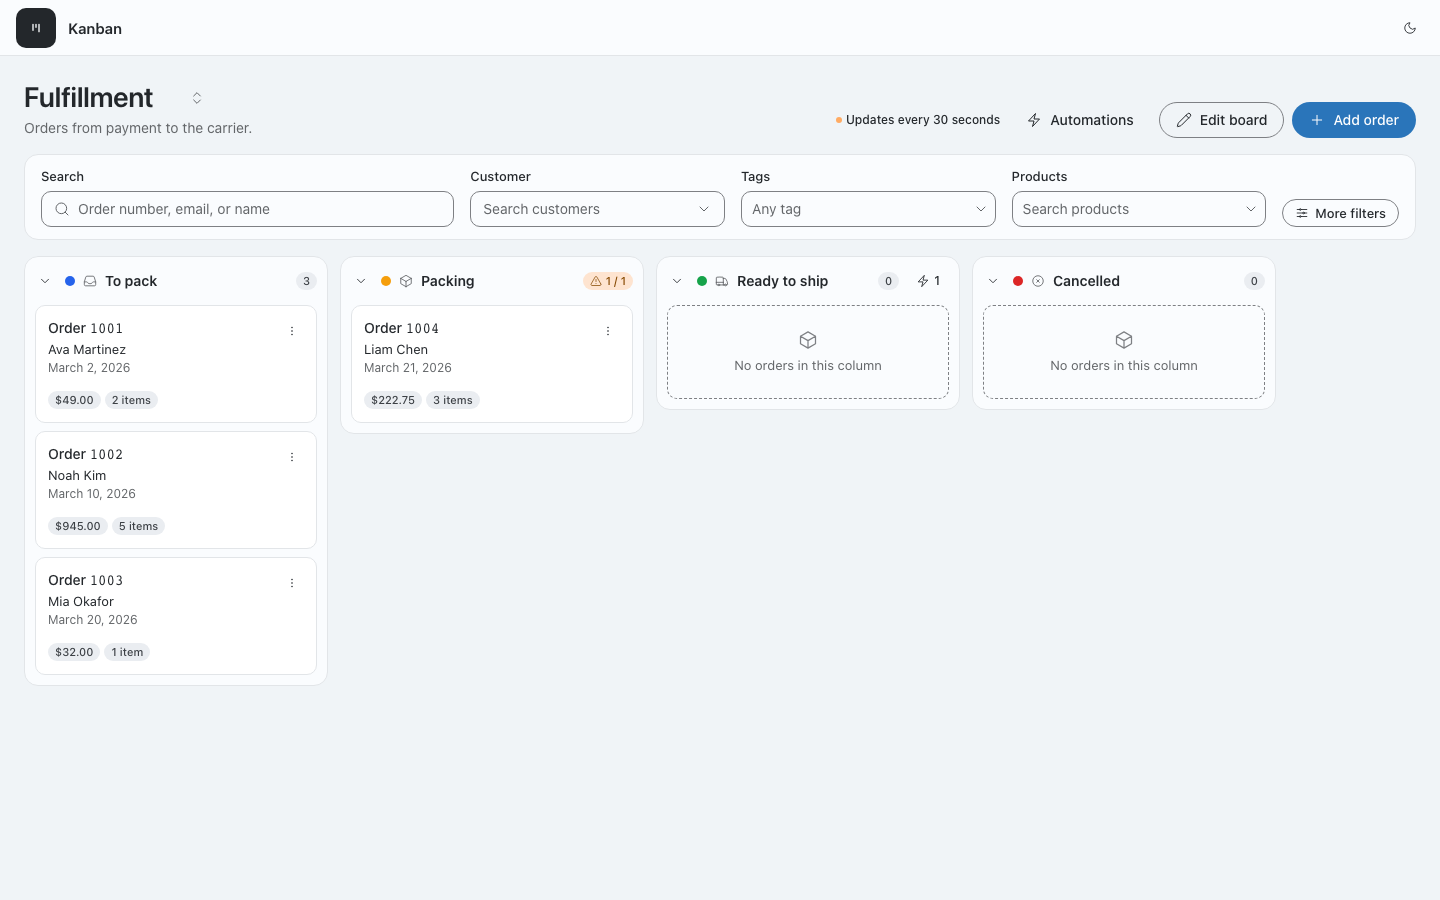 Kanban
Fulfillment
Orders from payment to the carrier.
Updates every 30 seconds
Automations
Edit board
Add order
Search
Order number, email, or name
Customer
Search customers
Tags
Any tag
Products
Search products
More filters
To pack
3
Order 1001
Ava Martinez
March 2, 2026
$49.00
2 items
Order 1002
Noah Kim
March 10, 2026
$945.00
5 items
Order 1003
Mia Okafor
March 20, 2026
$32.00
1 item
Packing
1 / 1
Order 1004
Liam Chen
March 21, 2026
$222.75
3 items
Ready to ship
0
1
No orders in this column
Cancelled
0
No orders in this column